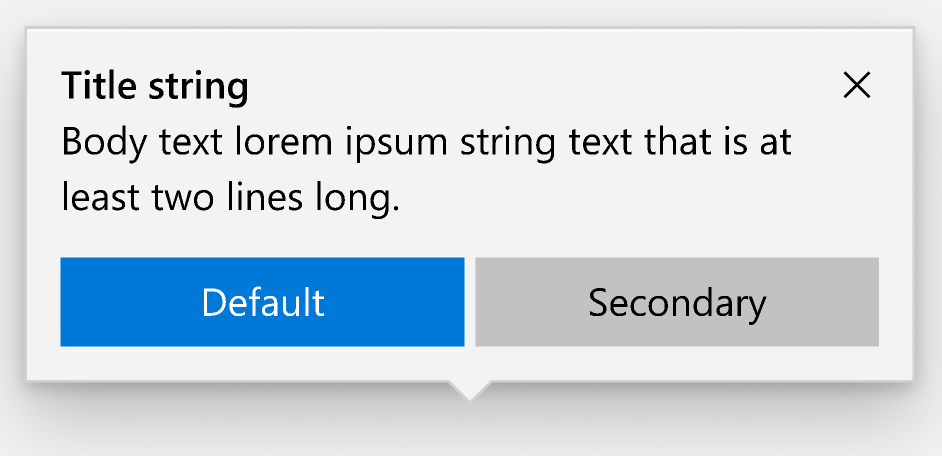 Title string
Body text lorem ipsum string text that is at
least two lines long.
Default
Secondary